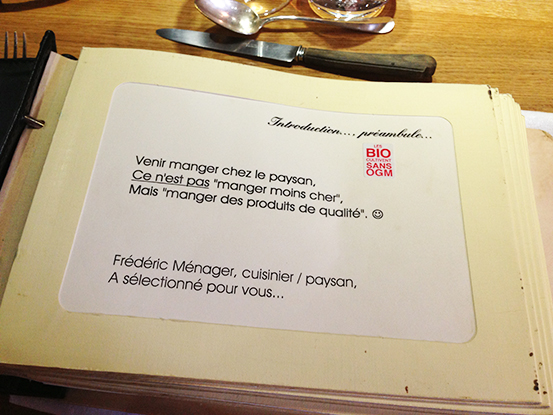 Introduction.... préambule...
LES
BIO
CULTIVENT
SANS
OGM
Venir manger chez le paysan,
Ce n'est pas "manger moins cher",
Mais "manger des produits de qualité". ☺
Frédéric Ménager, cuisinier / paysan,
A sélectionné pour vous...